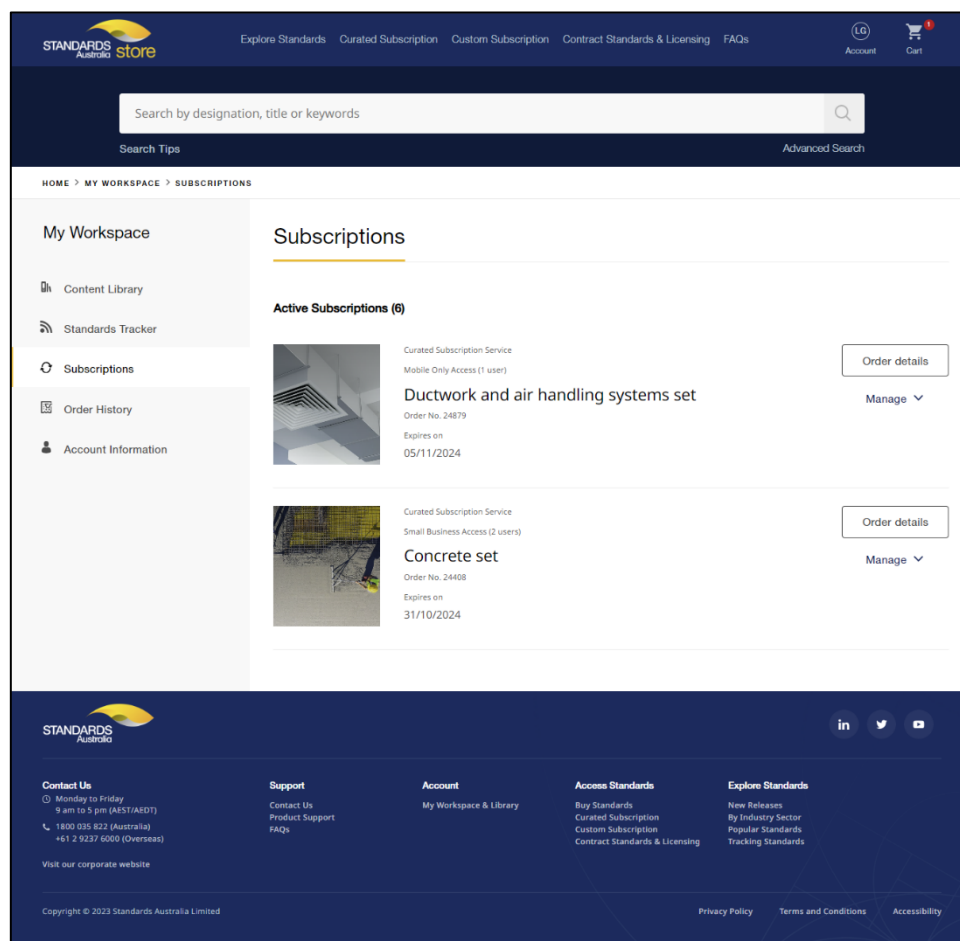 STANDARDS
Australia store
Explore Standards Curated Subscription Custom Subscription Contract Standards & Licensing FAQs
LG
Account
1
Cart
Search by designation, title or keywords
Search Tips
Advanced Search
HOME > MY WORKSPACE > SUBSCRIPTIONS
My Workspace
Content Library
Standards Tracker
Subscriptions
Order History
Account Information
Subscriptions
Active Subscriptions (6)
Curated Subscription Service
Mobile Only Access (1 user)
Ductwork and air handling systems set
Order No. 24879
Expires on
05/11/2024
Order details
Manage
Curated Subscription Service
Small Business Access (2 users)
Concrete set
Order No. 24408
Expires on
31/10/2024
Order details
Manage
STANDARDS
Australia
in
Contact Us
Monday to Friday
9 am to 5 pm (AEST/AEDT)
1800 035 822 (Australia)
+61 2 9237 6000 (Overseas)
Visit our corporate website
Support
Contact Us
Product Support
FAQs
Account
My Workspace & Library
Access Standards
Buy Standards
Curated Subscription
Custom Subscription
Contract Standards & Licensing
Explore Standards
New Releases
By Industry Sector
Popular Standards
Tracking Standards
Copyright © 2023 Standards Australia Limited
Privacy Policy Terms and Conditions Accessibility